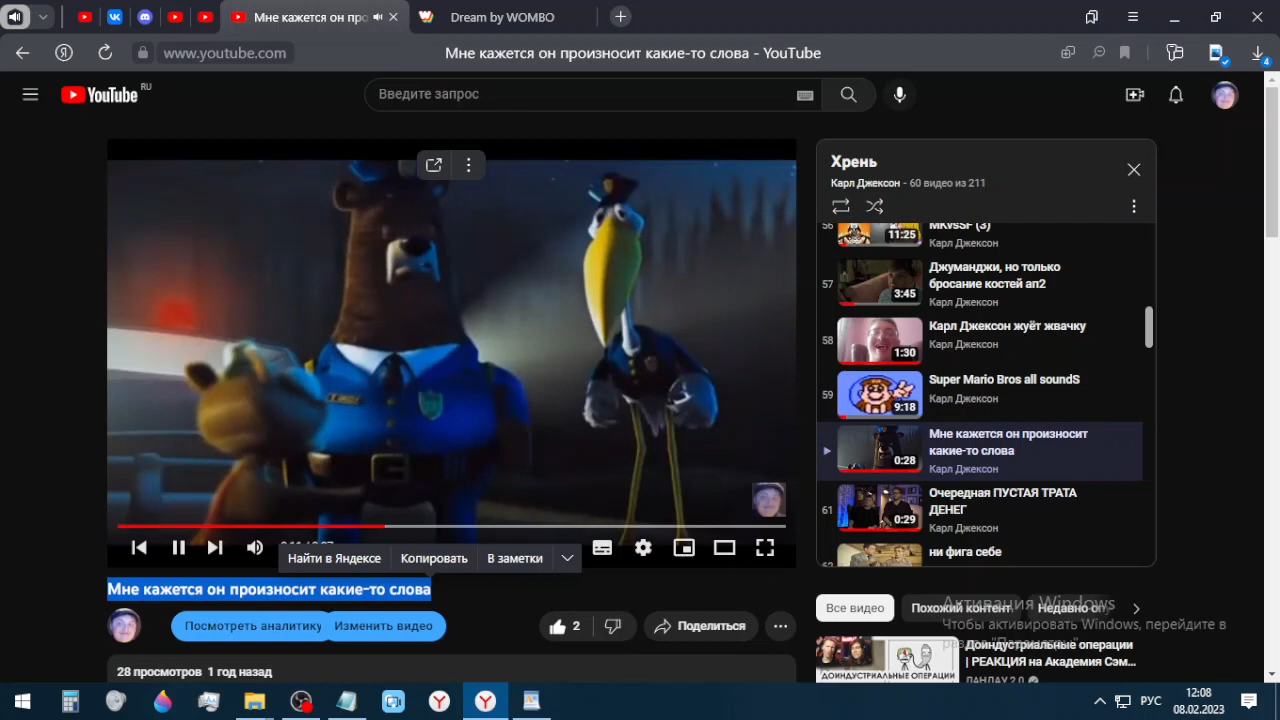 Мне кажется он про
Dream by WOMBO
www.youtube.com
Мне кажется он произносит какие-то слова - YouTube
4
YouTube
RU
Введите запрос
Хрень
Карл Джексон - 60 видео из 211
56
MKvsSF (3)
11:25
Карл Джексон
57
Джуманджи, но только
бросание костей ап2
3:45
Карл Джексон
58
Карл Джексон жуёт жвачку
1:30
Карл Джексон
59
Super Mario Bros all soundS
9:18
Карл Джексон
Мне кажется он произносит
какие-то слова
0:28
Карл Джексон
61
Очередная ПУСТАЯ ТРАТА
ДЕНЕГ
0:29
Карл Джексон
ни фига себе
Найти в Яндексе
Копировать
В заметки
Мне кажется он произносит какие-то слова
Посмотреть аналитику
Изменить видео
2
Поделиться
28 просмотров 1 год назад
Все видео
Похожий контент
Недавно оп
Активация Windows
Чтобы активировать Windows, перейдите в
Доиндустриальные операции
| РЕАКЦИЯ на Академия Сэм...
ДОИНДУСТРИАЛЬНЫЕ ОПЕРАЦИИ
ЛАНДАУ 2.0
РУС
12:08
08.02.2023